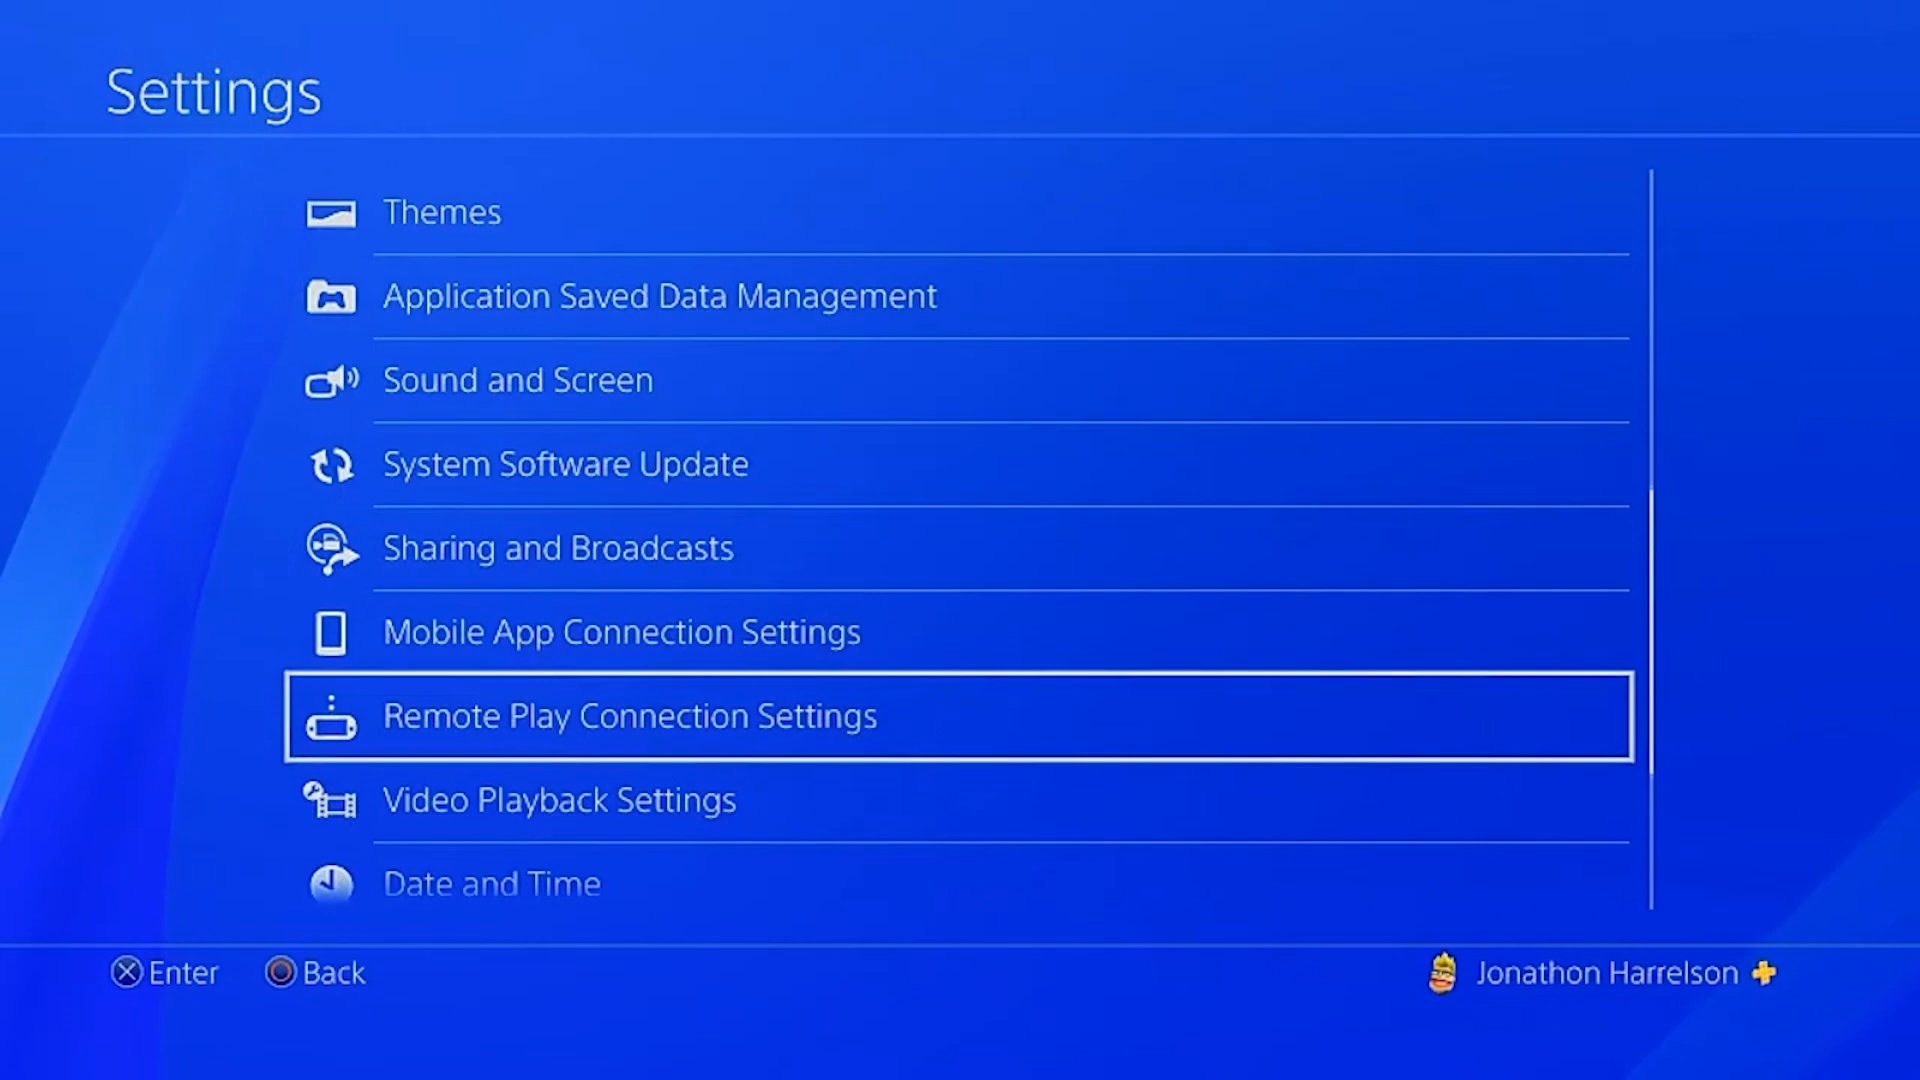 Settings
Themes
Application Saved Data Management
Sound and Screen
System Software Update
Sharing and Broadcasts
Mobile App Connection Settings
Remote Play Connection Settings
Video Playback Settings
Date and Time
Enter Back Jonathon Harrelson